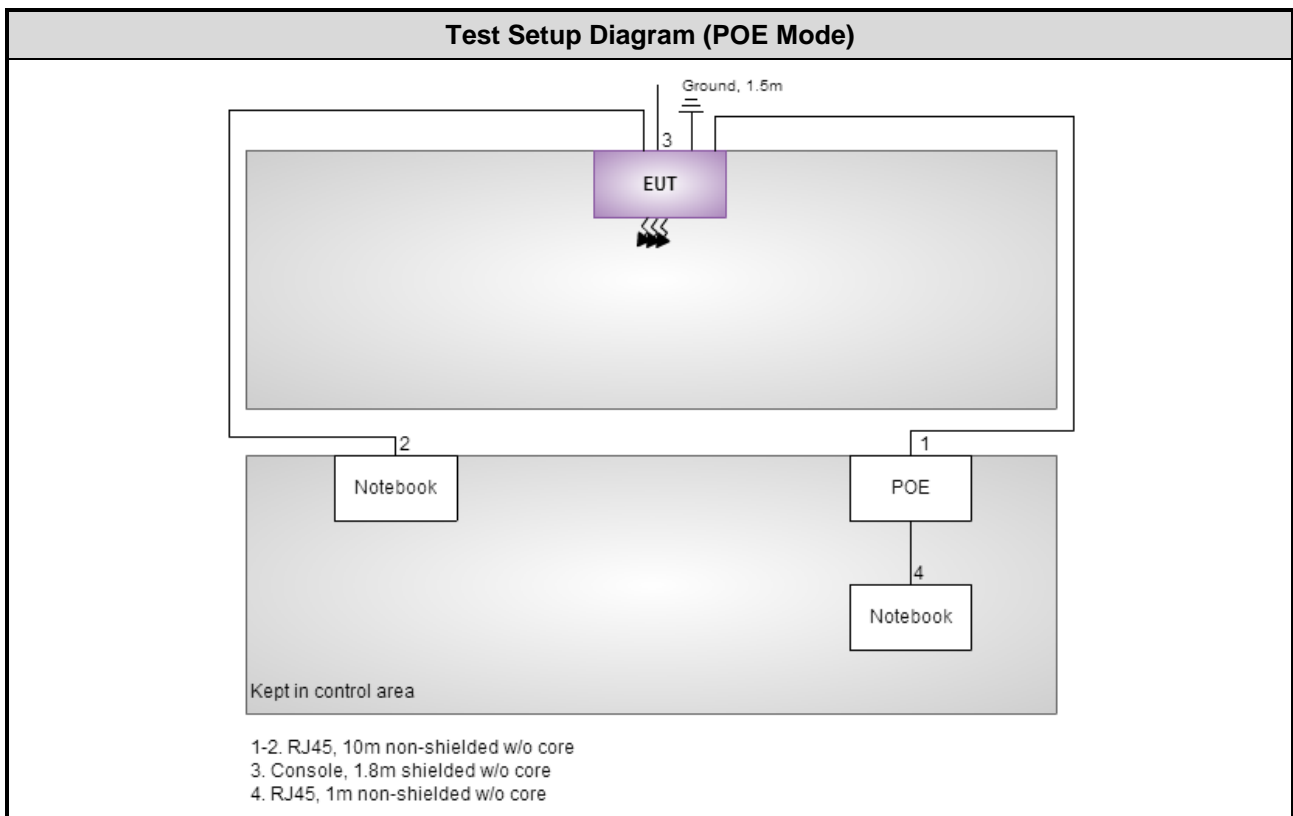 Test Setup Diagram (POE Mode)
Ground, 1.5m
3
EUT
2
1
Notebook
POE
4
Notebook
Kept in control area
1-2. RJ45, 10m non-shielded w/o core
3. Console, 1.8m shielded w/o core
4. RJ45, 1m non-shielded w/o core